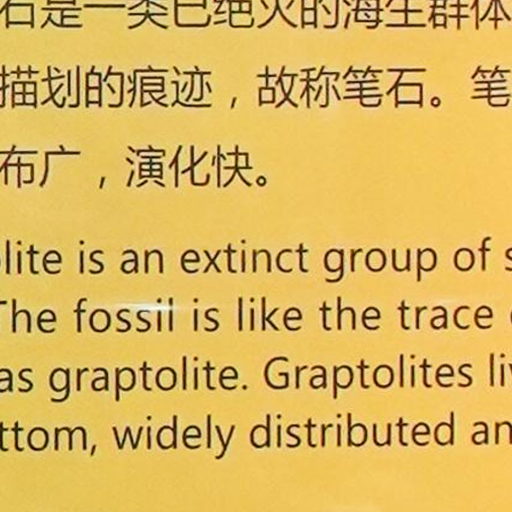 石是一类已绝灭的海生群体
描划的痕迹，故称笔石。笔
布广，演化快。
lite is an extinct group of s
The fossil is like the trace
as graptolite. Graptolites liv
ttom, widely distributed an